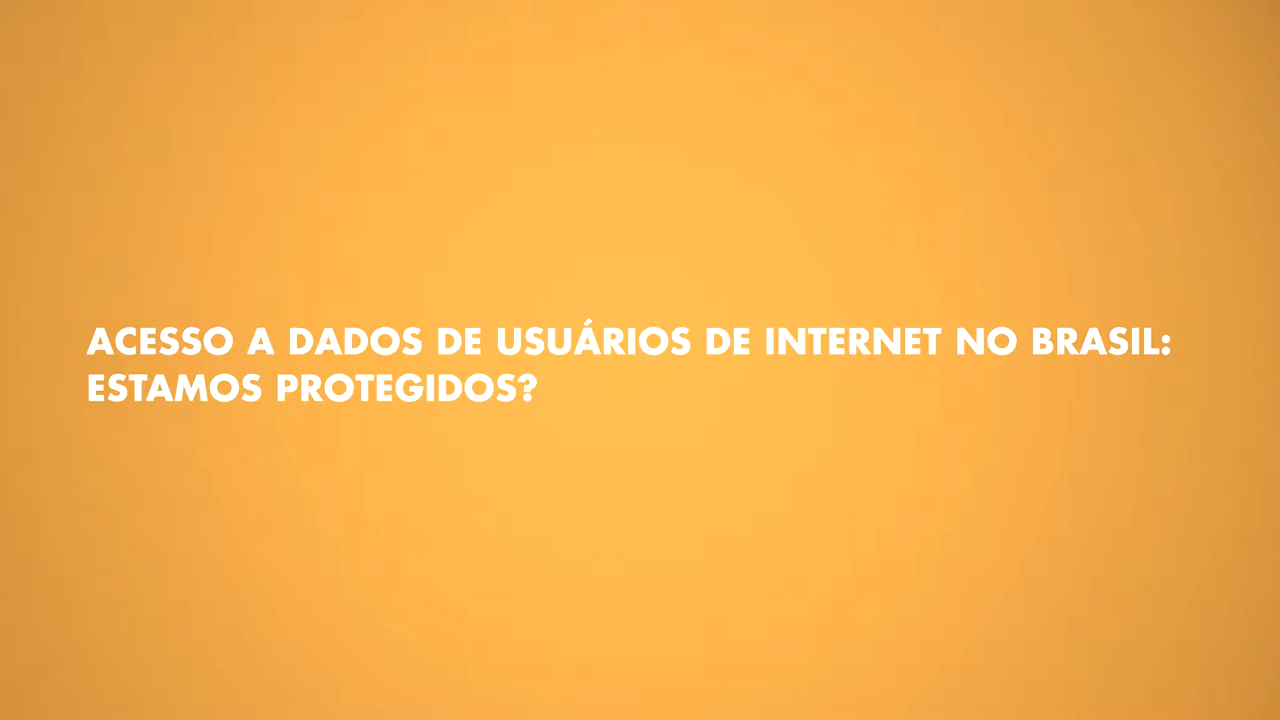 ACESSO A DADOS DE USUÁRIOS DE INTERNET NO BRASIL:
ESTAMOS PROTEGIDOS?